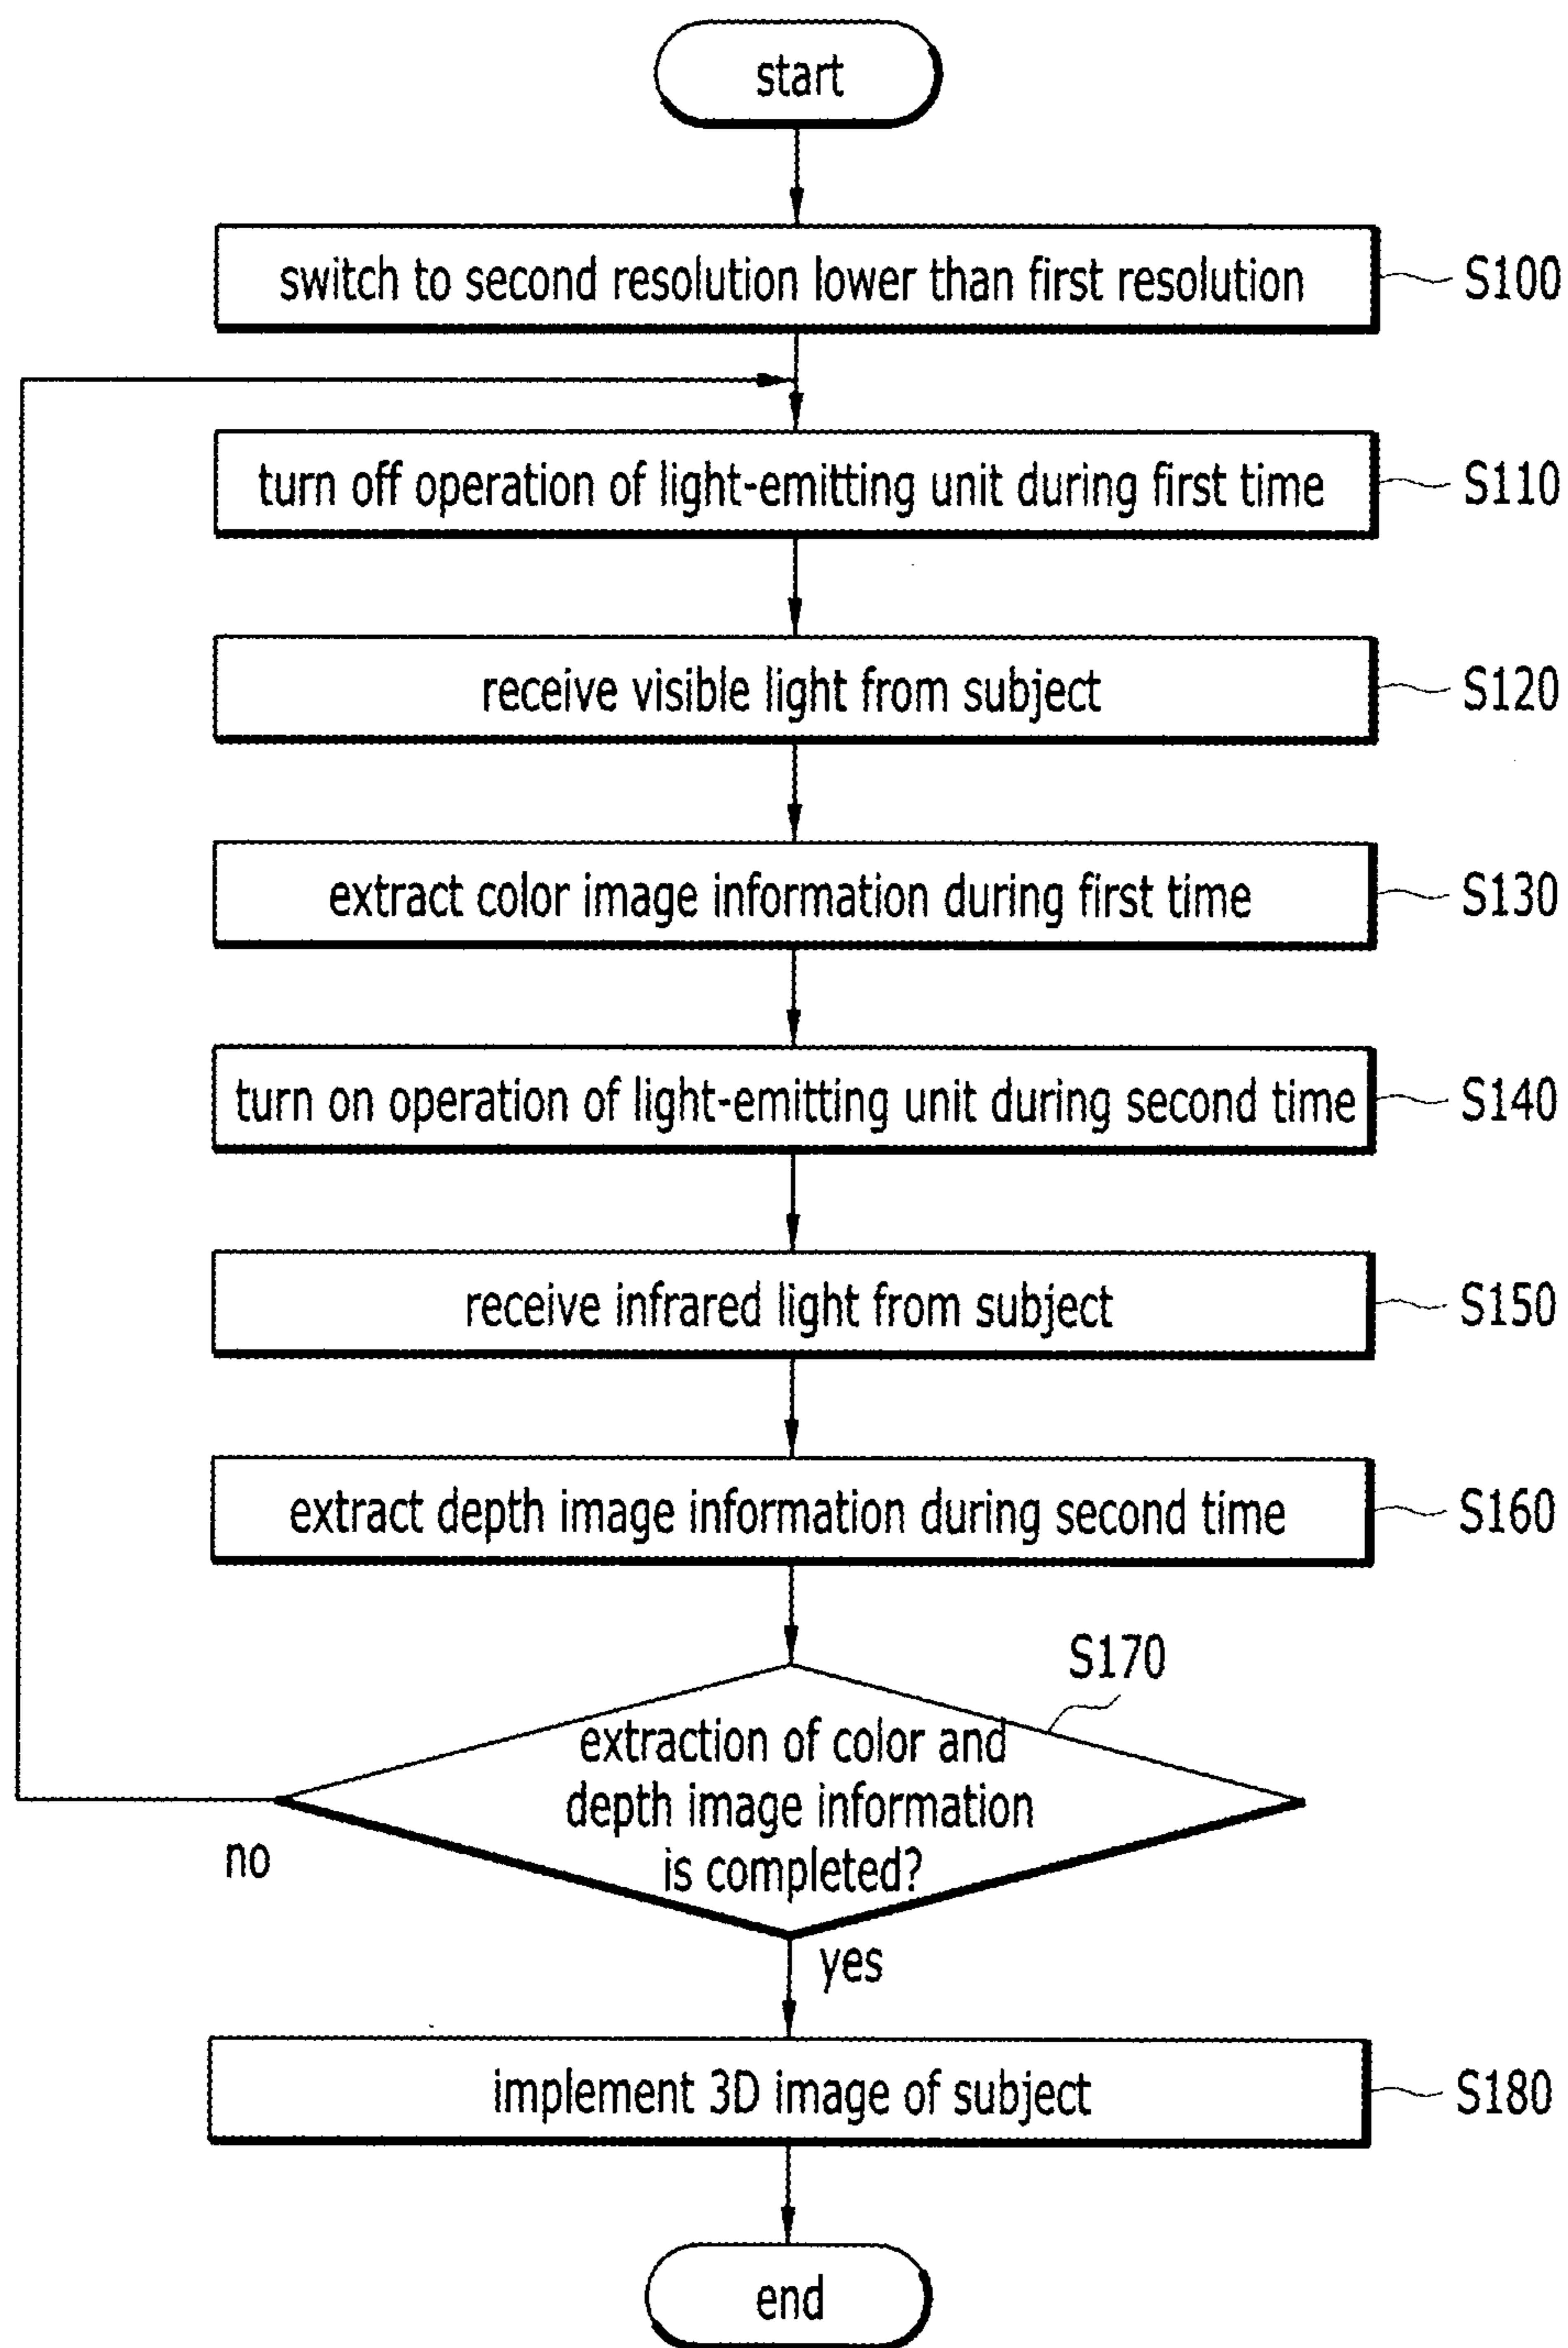 start
switch to second resolution lower than first resolution
S100
turn off operation of light-emitting unit during first time
S110
receive visible light from subject
S120
extract color image information during first time
S130
turn on operation of light-emitting unit during second time
S140
receive infrared light from subject
S150
extract depth image information during second time
S160
S170
extraction of color and
depth image information
is completed?
no
yes
implement 3D image of subject
S180
end